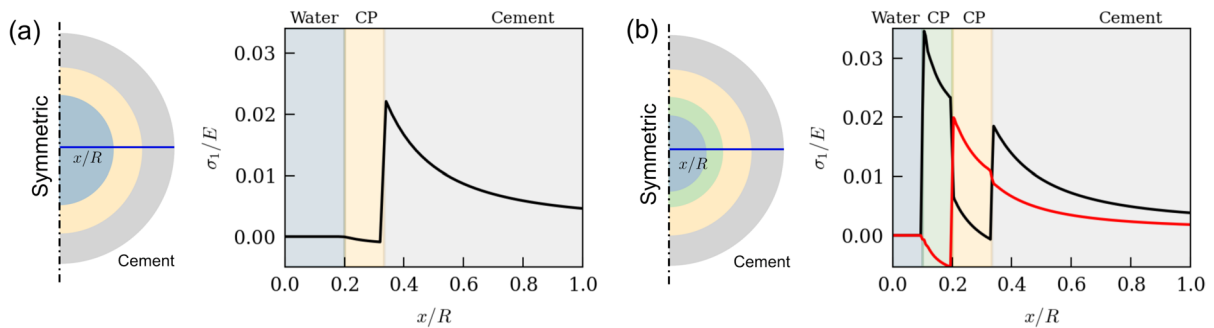 (a)
Symmetric
x/R
Cement
Water CP Cement
σ₁/E
0.03
0.02
0.01
0.00
0.0 0.2 0.4 0.6 0.8 1.0
x/R
(b)
Symmetric
x/R
Cement
Water CP CP Cement
σ₁/E
0.03
0.02
0.01
0.00
0.0 0.2 0.4 0.6 0.8 1.0
x/R